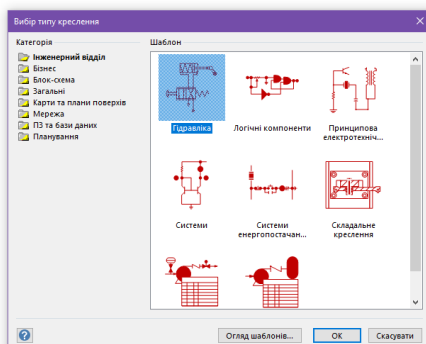 Вибір типу креслення
Категорія
Інженерний відділ
Бізнес
Блок-схема
Загальні
Карти та плани поверхів
Мережа
ПЗ та бази даних
Планування
Шаблон
Гідравліка
Логічні компоненти
Принципова
електротехніч...
Системи
Системи
енергопостачан...
Складальне
креслення
Огляд шаблонів...
OK
Скасувати